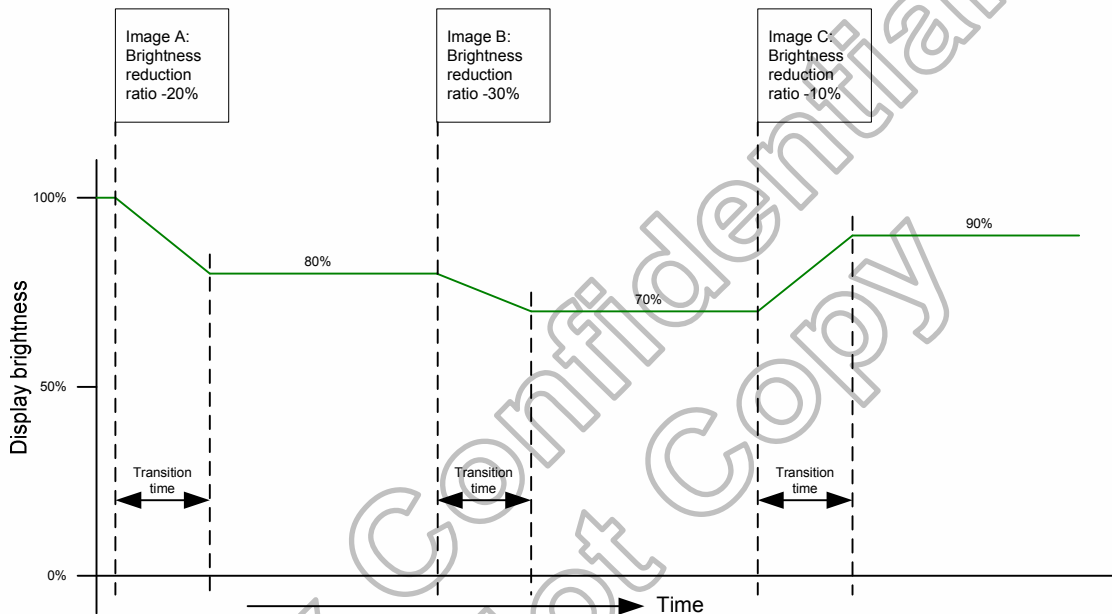 Image A:
Brightness
reduction
ratio -20%
Image B:
Brightness
reduction
ratio -30%
Image C:
Brightness
reduction
ratio -10%
100%
80%
70%
90%
50%
0%
Display brightness
Transition
time
Transition
time
Transition
time
Time
Confidential
Copy